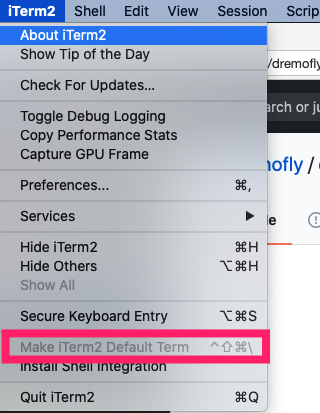 iTerm2 Shell Edit View Session Scrip
About iTerm2
Show Tip of the Day
/dremofly/
Check For Updates...
arch or ju
Toggle Debug Logging
Copy Performance Stats
Capture GPU Frame
mofly /
Preferences... ⌘,
Services ▶
Hide iTerm2 ⌘H
Hide Others ⌥⌘H
Show All
Secure Keyboard Entry ⌥⌘S
Make iTerm2 Default Term ^⇧⌘\
Install Shell Integration
Quit iTerm2 ⌘Q